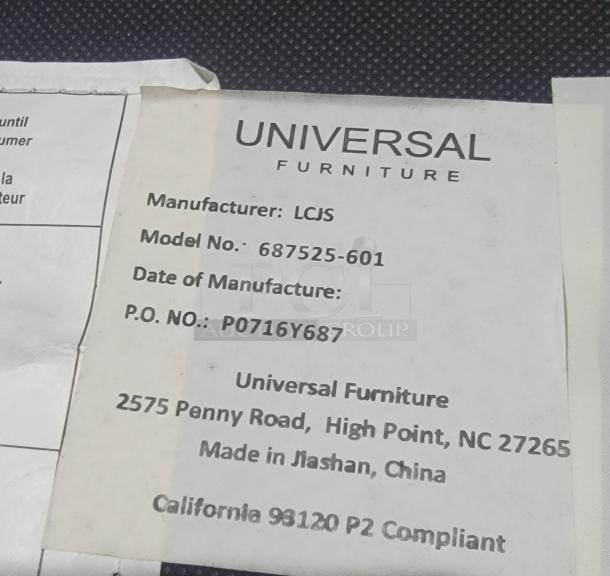 until
umer
la
teur
UNIVERSAL
FURNITURE
Manufacturer: LCJS
Model No.: 687525-601
Date of Manufacture:
P.O. NO.: P0716Y687
GROUP
Universal Furniture
2575 Penny Road, High Point, NC 27265
Made in Jiashan, China
California 93120 P2 Compliant